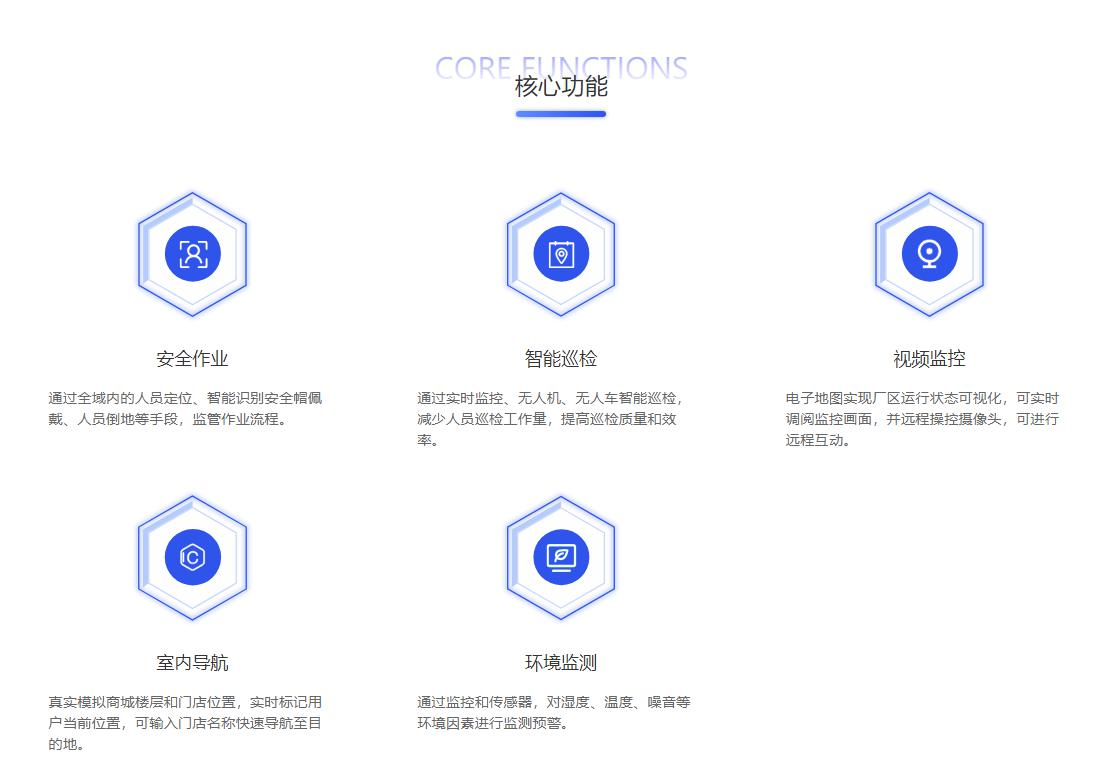 CORE FUNCTIONS
核心功能
安全作业
通过全域内的人员定位、智能识别安全帽佩
戴、人员倒地等手段，监管作业流程。
智能巡检
通过实时监控、无人机、无人车智能巡检，
减少人员巡检工作量，提高巡检质量和效
率。
视频监控
电子地图实现厂区运行状态可视化，可实时
调阅监控画面，并远程操控摄像头，可进行
远程互动。
IC
室内导航
真实模拟商城楼层和门店位置，实时标记用
户当前位置，可输入门店名称快速导航至目
的地。
环境监测
通过监控和传感器，对湿度、温度、噪音等
环境因素进行监测预警。